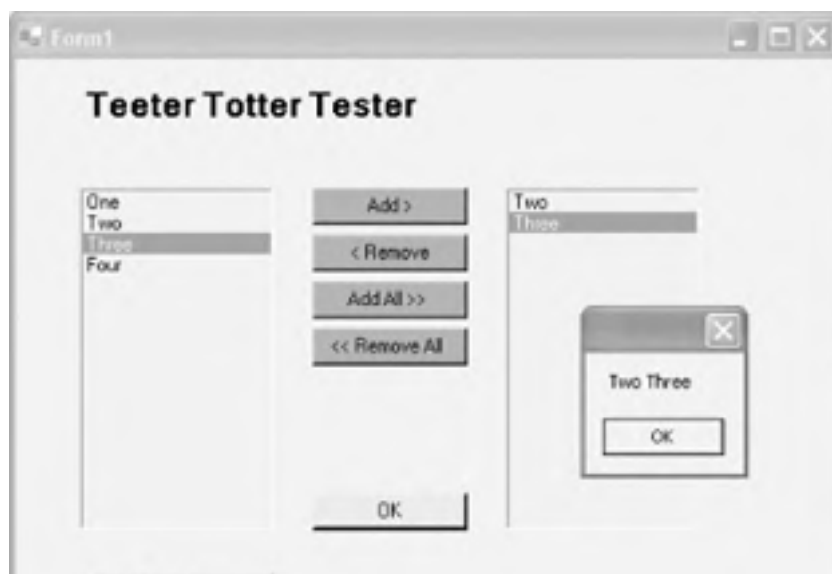 Form1
Teeter Totter Tester
One
Two
Three
Four
Add >
< Remove
Add All >>
<< Remove All
OK
Two
Three
Two Three
OK